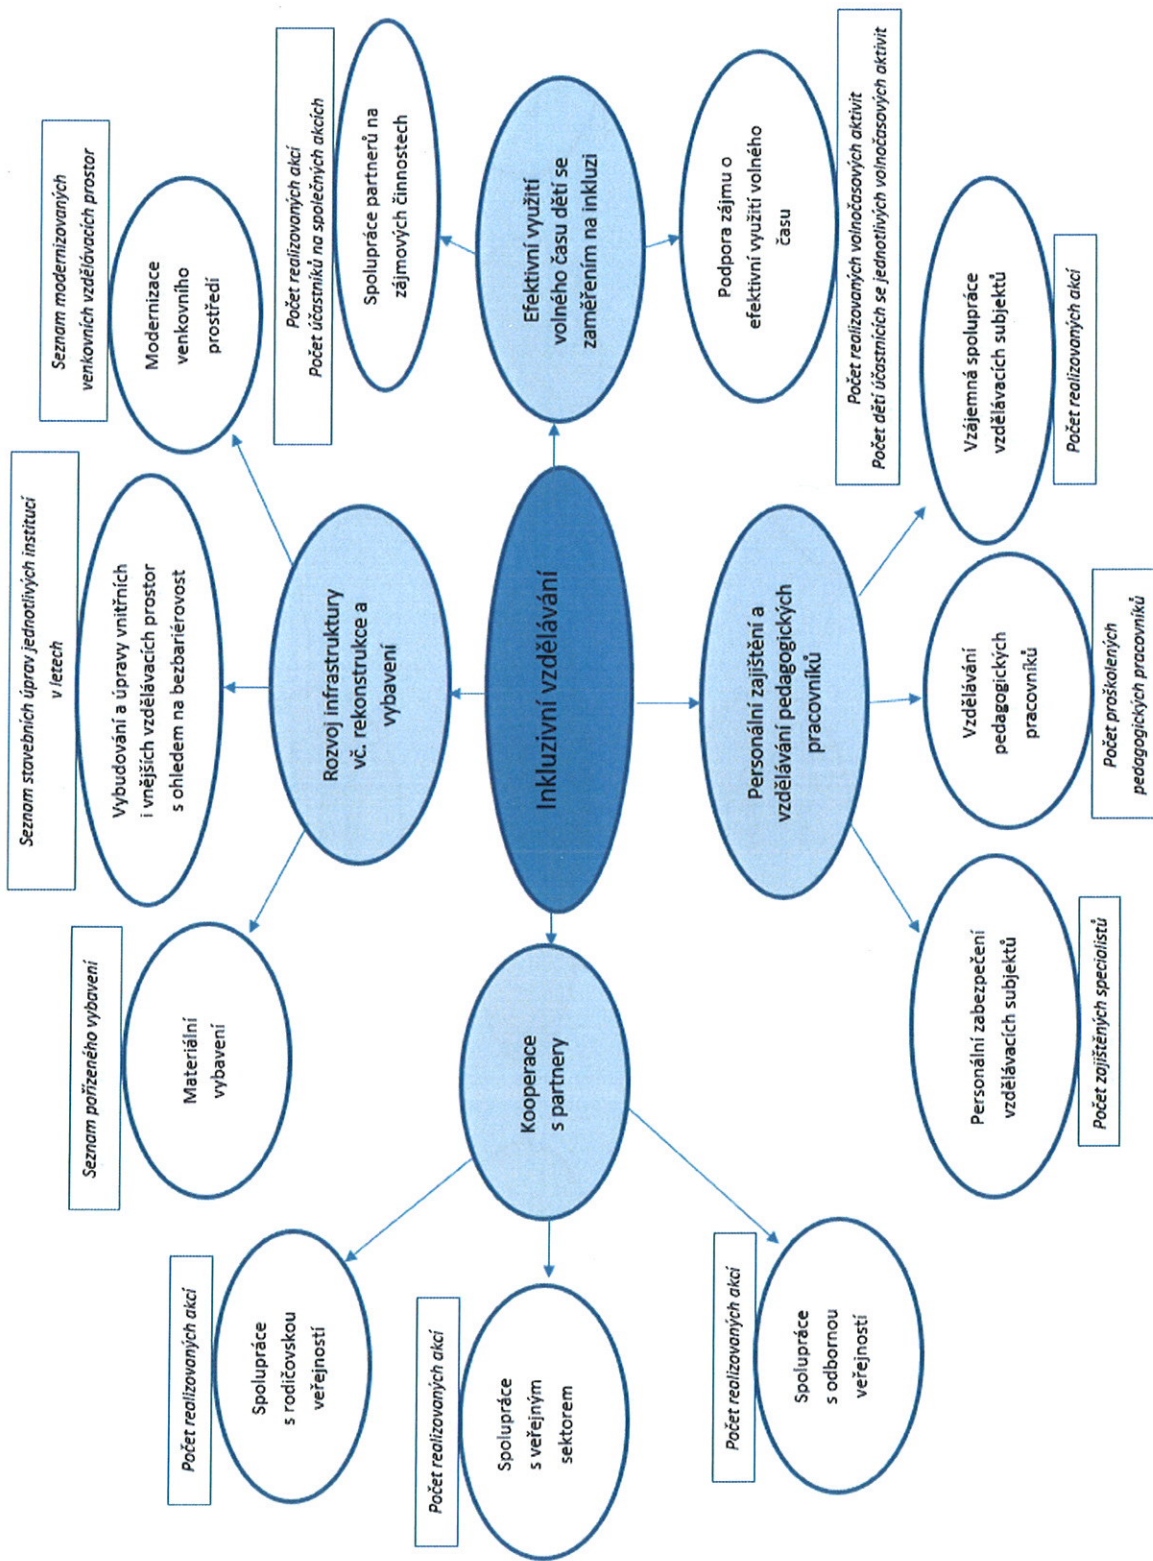 Seznam stavebních úprav jednotlivých institucí
v letech
Seznam modernizovaných
venkovních vzdělávacích prostor
Seznam pořízeného vybavení
Vybudování a úpravy vnitřních
i vnějších vzdělávacích prostor
s ohledem na bezbariérovost
Modernizace
venkovního
prostředí
Materiální
vybavení
Počet realizovaných akcí
Spolupráce
s rodičovskou
veřejností
Rozvoj infrastruktury
vč. rekonstrukce a
vybavení
Počet realizovaných akcí
Počet účastníků na společných akcích
Spolupráce partnerů na
zájmových činnostech
Počet realizovaných akcí
Spolupráce
s veřejným
sektorem
Kooperace
s partnery
Inkluzivní vzdělávání
Efektivní využití
volného času dětí se
zaměřením na inkluzi
Počet realizovaných akcí
Spolupráce
s odbornou
veřejností
Personální zajištění a
vzdělávání pedagogických
pracovníků
Podpora zájmu o
efektivní využití volného
času
Počet realizovaných volnočasových aktivit
Počet dětí účastnících se jednotlivých volnočasových aktivit
Personální zabezpečení
vzdělávacích subjektů
Počet zajištěných specialistů
Vzdělávání
pedagogických
pracovníků
Počet proškolených
pedagogických pracovníků
Vzájemná spolupráce
vzdělávacích subjektů
Počet realizovaných akcí